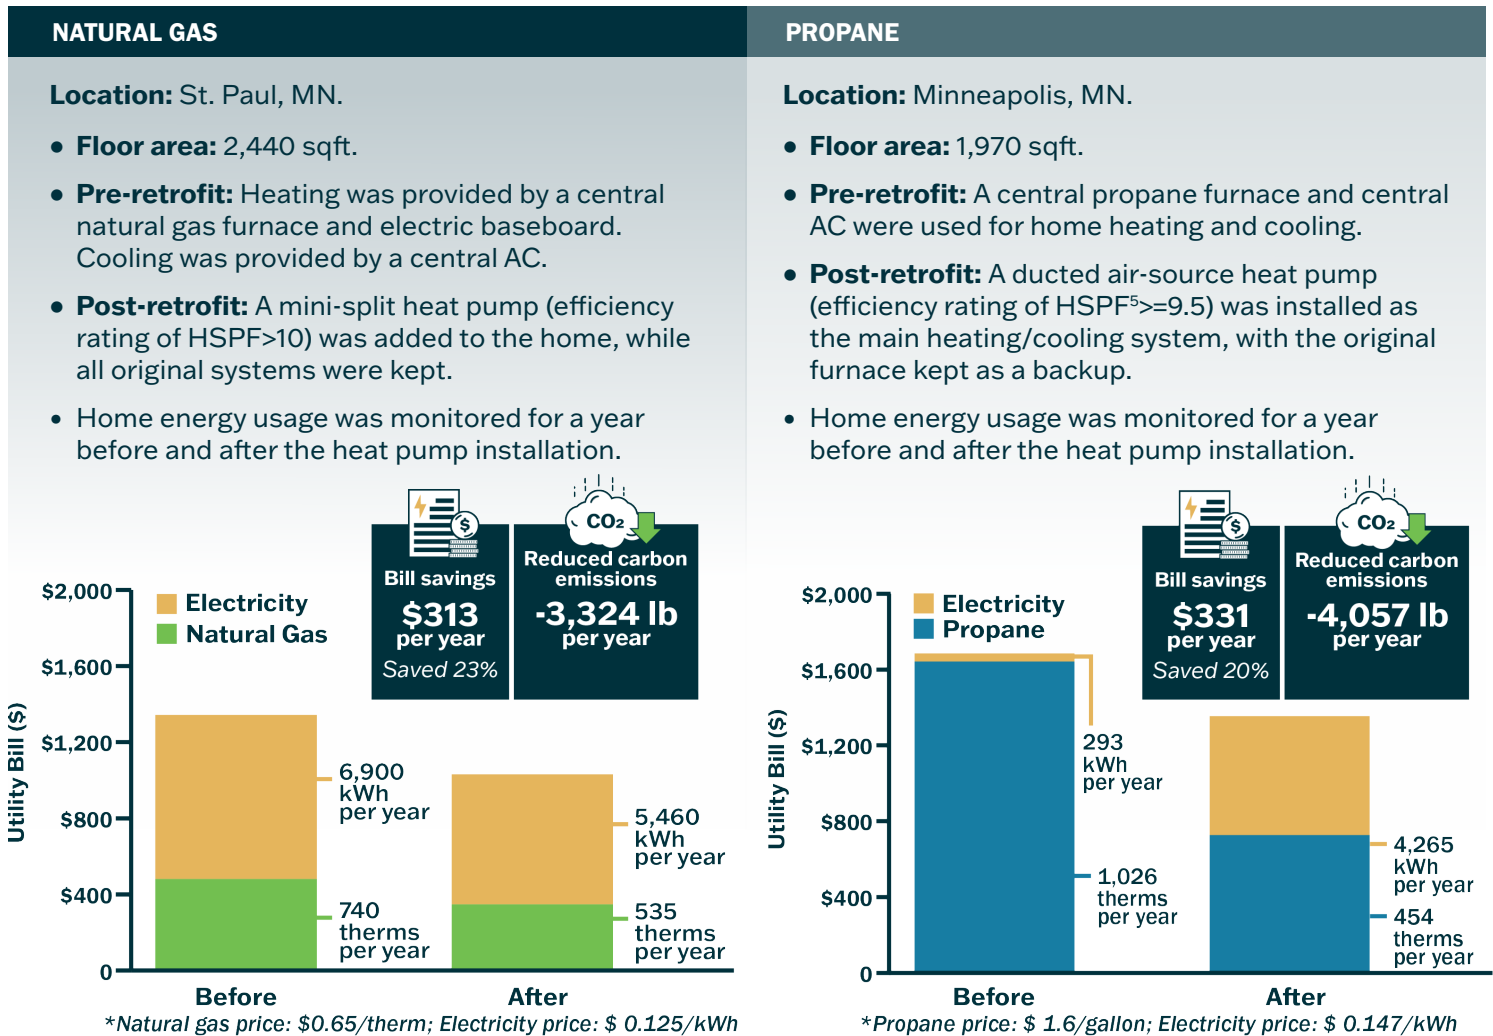 NATURAL GAS
Location: St. Paul, MN.
• Floor area: 2,440 sqft.
• Pre-retrofit: Heating was provided by a central
natural gas furnace and electric baseboard.
Cooling was provided by a central AC.
• Post-retrofit: A mini-split heat pump (efficiency
rating of HSPF>10) was added to the home, while
all original systems were kept.
• Home energy usage was monitored for a year
before and after the heat pump installation.
$
Bill savings
$313
per year
Saved 23%
CO₂
Reduced carbon
emissions
-3,324 lb
per year
Electricity
Natural Gas
Utility Bill ($)
$2,000
$1,600
$1,200
$800
$400
0
6,900
kWh
per year
740
therms
per year
5,460
kWh
per year
535
therms
per year
Before
After
*Natural gas price: $0.65/therm; Electricity price: $ 0.125/kWh
PROPANE
Location: Minneapolis, MN.
• Floor area: 1,970 sqft.
• Pre-retrofit: A central propane furnace and central
AC were used for home heating and cooling.
• Post-retrofit: A ducted air-source heat pump
(efficiency rating of HSPF⁵>=9.5) was installed as
the main heating/cooling system, with the original
furnace kept as a backup.
• Home energy usage was monitored for a year
before and after the heat pump installation.
$
Bill savings
$331
per year
Saved 20%
CO₂
Reduced carbon
emissions
-4,057 lb
per year
Electricity
Propane
Utility Bill ($)
$2,000
$1,600
$1,200
$800
$400
0
293
kWh
per year
1,026
therms
per year
4,265
kWh
per year
454
therms
per year
Before
After
*Propane price: $ 1.6/gallon; Electricity price: $ 0.147/kWh